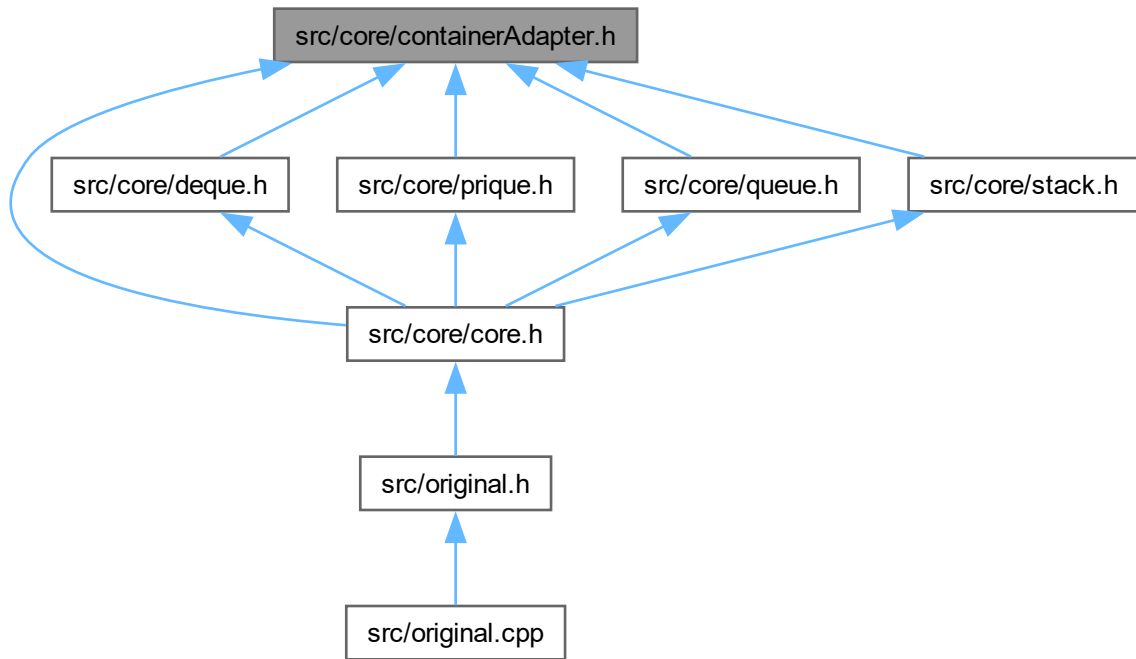 src/core/containerAdapter.h
src/core/deque.h
src/core/prique.h
src/core/queue.h
src/core/stack.h
src/core/core.h
src/original.h
src/original.cpp